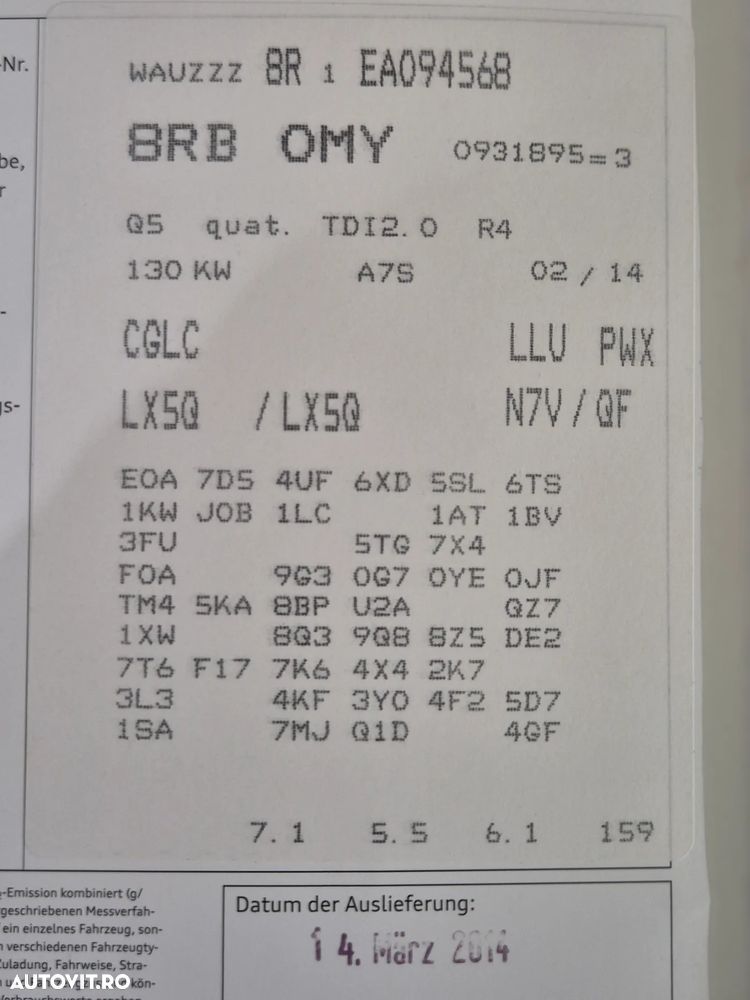 -Nr.
WAUZZZ 8R 1 EA094568
8RB 0MY 0931895=3
be,
Q5 quat. TDI2.0 R4
130 KW A7S 02 / 14
CGLC LLU PWX
LX5Q / LX5Q N7V / QF
gs-
E0A 7D5 4UF 6XD 5SL 6TS
1KW J0B 1LC 1AT 1BV
3FU 5TG 7X4
F0A 9G3 0G7 0YE 0JF
TM4 5KA 8BP U2A QZ7
1XW 8Q3 9Q8 8Z5 DE2
7T6 F17 7K6 4X4 2K7
3L3 4KF 3Y0 4F2 5D7
1SA 7MJ Q1D 4GF
7.1 5.5 6.1 159
-Emission kombiniert (g/
geschriebenen Messverfah-
ein einzelnes Fahrzeug, son-
verschiedenen Fahrzeugty-
Zuladung, Fahrweise, Stra-
kön-
Datum der Auslieferung:
14. März 2014
AUTOVIT.RO